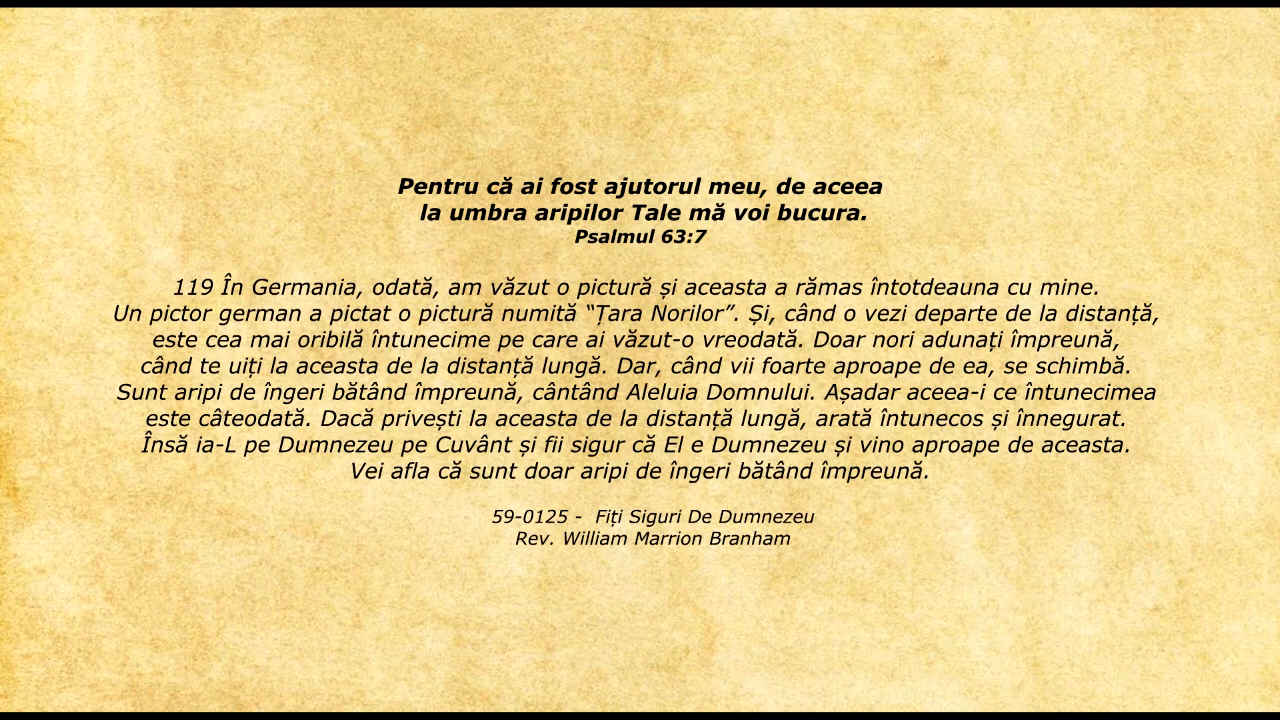 Pentru că ai fost ajutorul meu, de aceea
la umbra aripilor Tale mă voi bucura.
Psalmul 63:7
119 În Germania, odată, am văzut o pictură și aceasta a rămas întotdeauna cu mine.
Un pictor german a pictat o pictură numită “Țara Norilor”. Și, când o vezi departe de la distanță,
este cea mai oribilă întunecime pe care ai văzut-o vreodată. Doar nori adunați împreună,
când te uiți la aceasta de la distanță lungă. Dar, când vii foarte aproape de ea, se schimbă.
Sunt aripi de îngeri bătând împreună, cântând Aleluia Domnului. Așadar aceea-i ce întunecimea
este câteodată. Dacă privești la aceasta de la distanță lungă, arată întunecos și înnegurat.
Însă ia-L pe Dumnezeu pe Cuvânt și fii sigur că El e Dumnezeu și vino aproape de aceasta.
Vei afla că sunt doar aripi de îngeri bătând împreună.
59-0125 - Fiți Siguri De Dumnezeu
Rev. William Marrion Branham